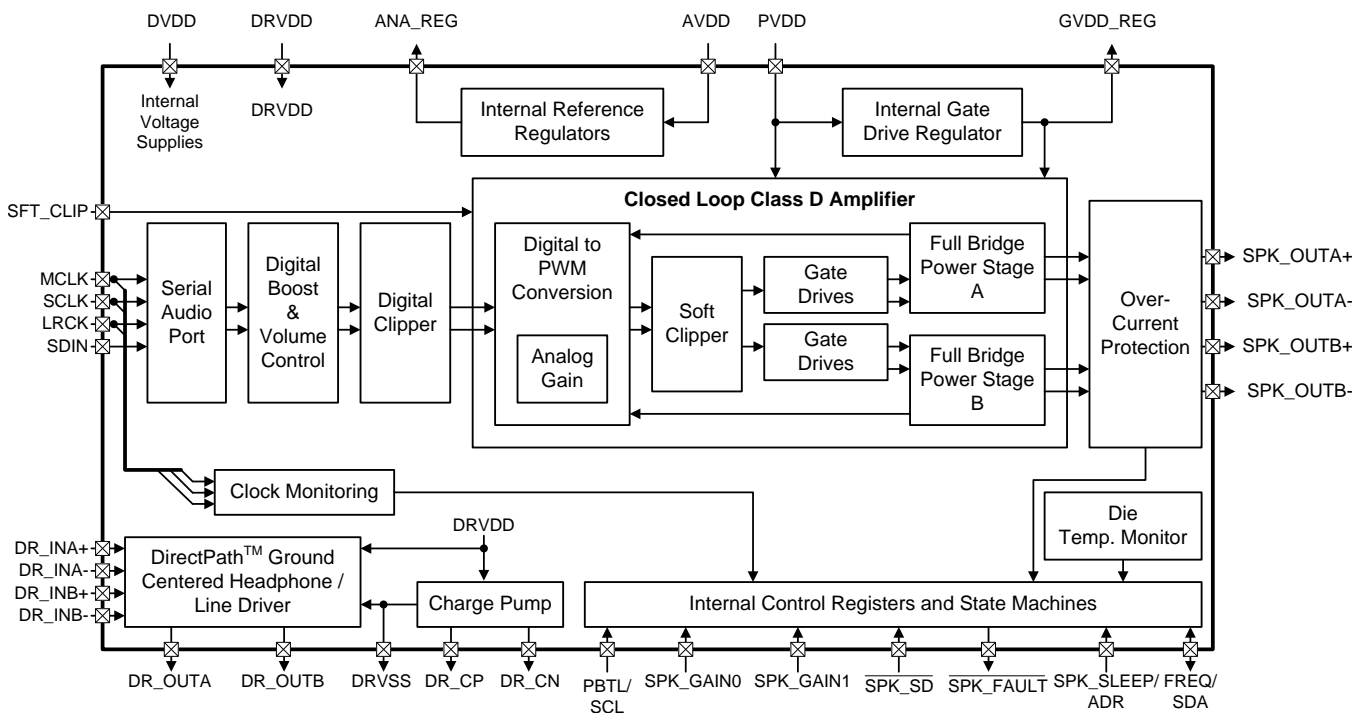 DVDD
DRVDD
ANA_REG
AVDD
PVDD
GVDD_REG
Internal
Voltage
Supplies
DRVDD
Internal Reference
Regulators
Internal Gate
Drive Regulator
Closed Loop Class D Amplifier
SFT_CLIP
MCLK
SCLK
LRCK
SDIN
Serial
Audio
Port
Digital
Boost
&
Volume
Control
Digital
Clipper
Digital to
PWM
Conversion
Analog
Gain
Soft
Clipper
Gate
Drives
Gate
Drives
Full Bridge
Power Stage
A
Full Bridge
Power Stage
B
Over-
Current
Protection
SPK_OUTA+
SPK_OUTA-
SPK_OUTB+
SPK_OUTB-
Clock Monitoring
Die
Temp. Monitor
DR_INA+
DR_INA-
DR_INB+
DR_INB-
DirectPath™ Ground
Centered Headphone /
Line Driver
DRVDD
Charge Pump
Internal Control Registers and State Machines
DR_OUTA
DR_OUTB
DRVSS
DR_CP
DR_CN
PBTL/
SCL
SPK_GAIN0
SPK_GAIN1
SPK_SD
SPK_FAULT
SPK_SLEEP/
ADR
FREQ/
SDA